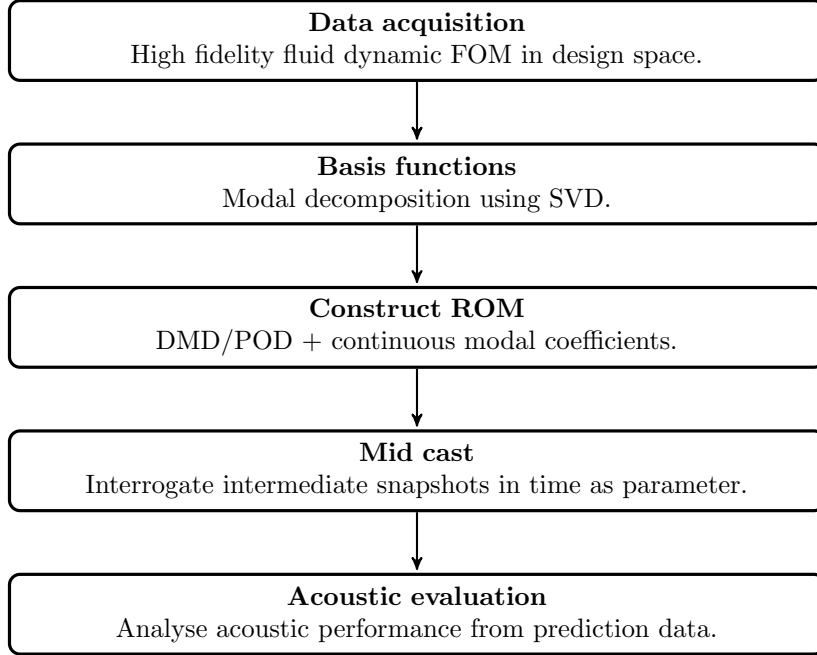 Data acquisition
High fidelity fluid dynamic FOM in design space.
Basis functions
Modal decomposition using SVD.
Construct ROM
DMD/POD + continuous modal coefficients.
Mid cast
Interrogate intermediate snapshots in time as parameter.
Acoustic evaluation
Analyse acoustic performance from prediction data.